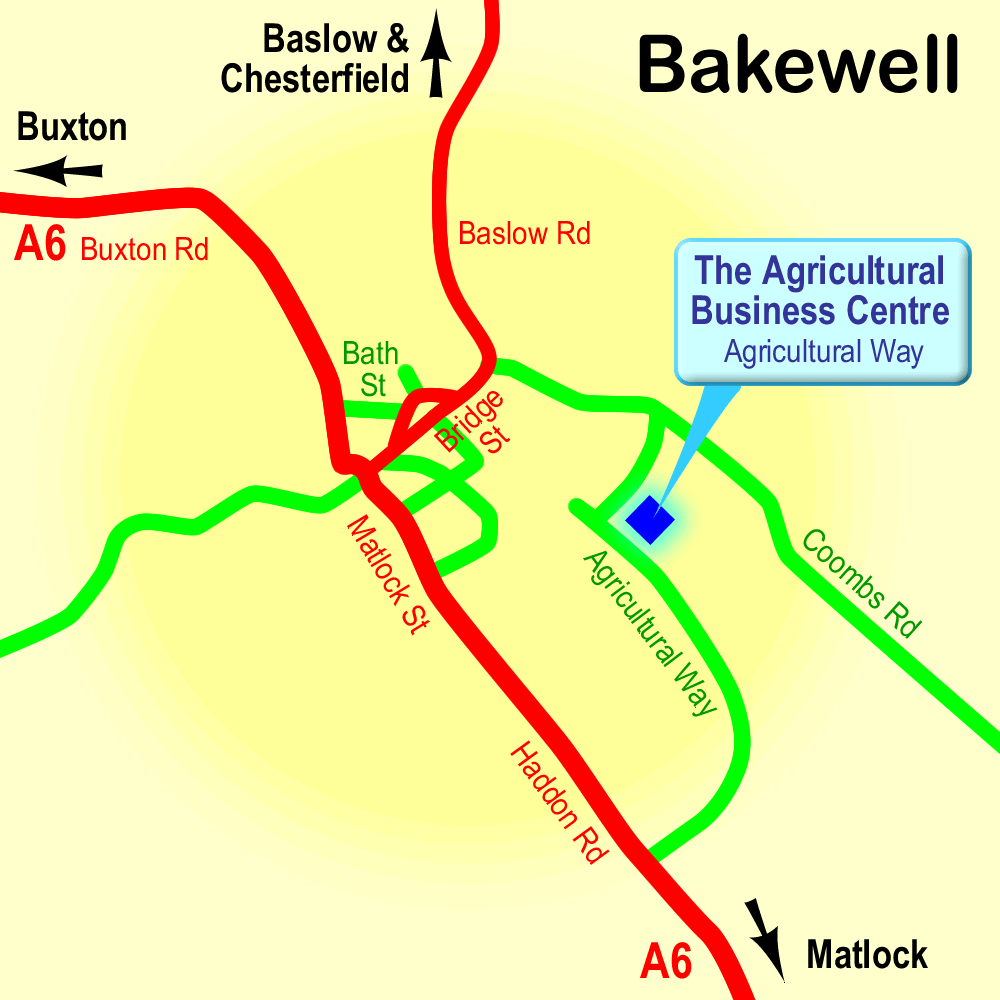 Baslow &
Chesterfield
Bakewell
Buxton
A6 Buxton Rd
Baslow Rd
The Agricultural
Business Centre
Agricultural Way
Bath
St
Bridge
St
Matlock St
Agricultural Way
Coombs Rd
Haddon Rd
A6
Matlock